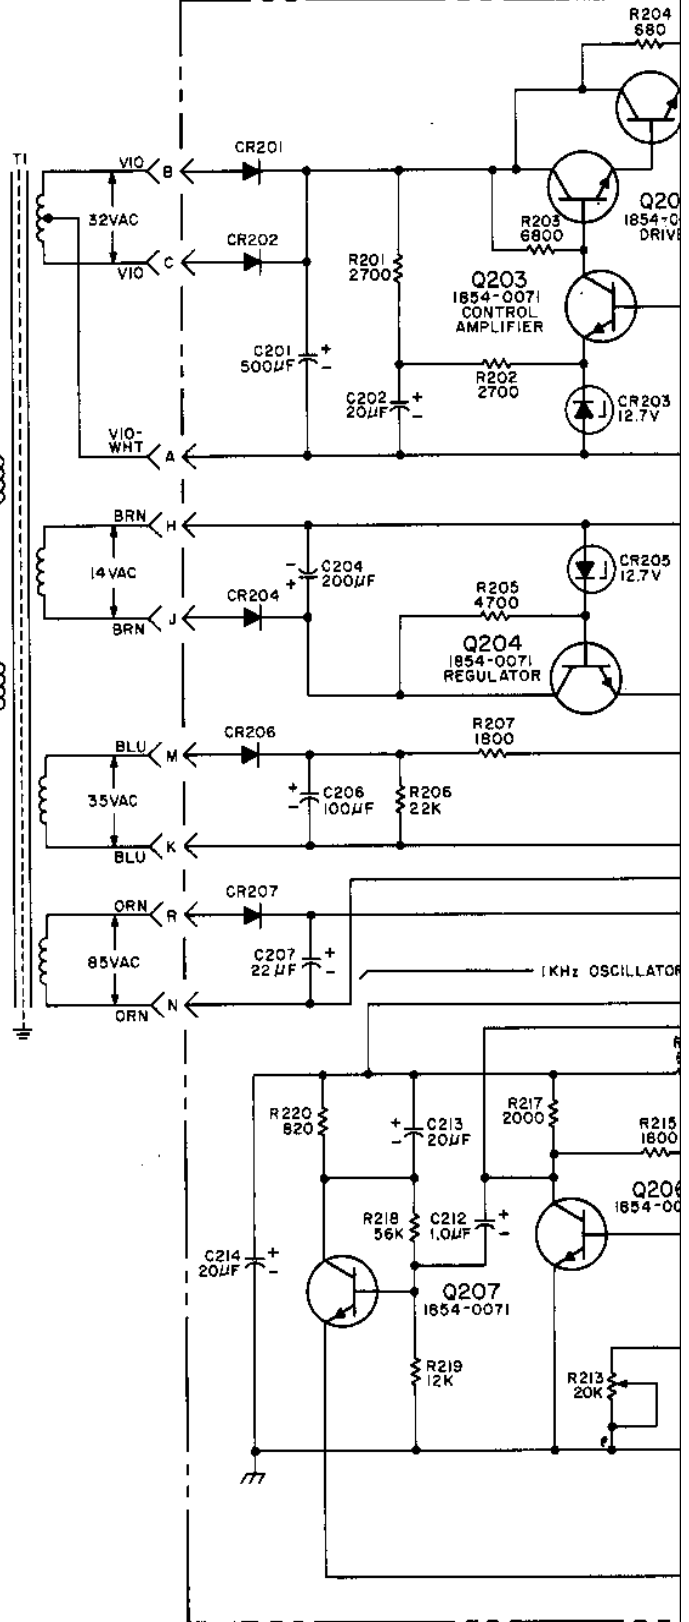 R204
680
T1
VIO
B
CR201
32VAC
Q20
1854-0
DRIVE
R203
6800
CR202
VIO
C
R201
2700
Q203
1854-0071
CONTROL
AMPLIFIER
C201
500µF
+
-
R202
2700
C202
20µF
+
-
CR203
12.7V
VIO-
WHT
A
BRN
H
14VAC
-
+
C204
200µF
CR205
12.7V
CR204
R205
4700
BRN
J
Q204
1854-0071
REGULATOR
BLU
M
CR206
R207
1800
35VAC
+
-
C206
100µF
R206
22K
BLU
K
ORN
R
CR207
85VAC
C207
22µF
+
-
1KHz OSCILLATOR
ORN
N
R220
820
+
-
C213
20µF
R217
2000
R215
1800
Q206
1854-00
R218
56K
C212
1.0µF
+
-
C214
20µF
+
-
Q207
1854-0071
R219
12K
R213
20K